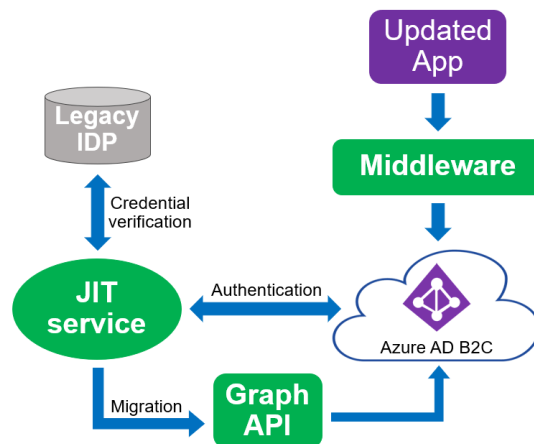 Updated
App
Legacy
IDP
Middleware
Credential
verification
JIT
service
Authentication
Azure AD B2C
Migration
Graph
API